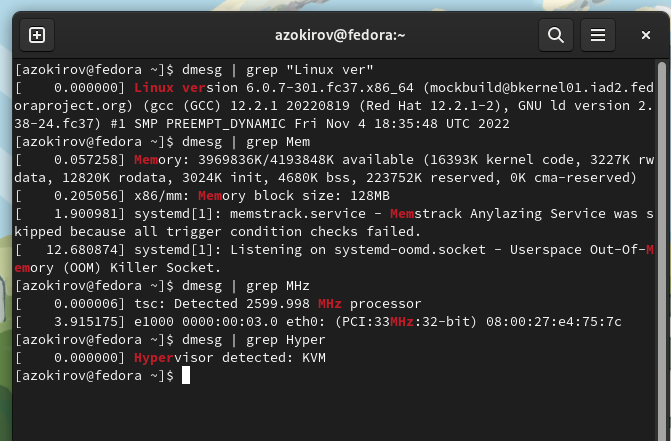 azokirov@fedora:~
[azokirov@fedora ~]$ dmesg | grep "Linux ver"
[    0.000000] Linux version 6.0.7-301.fc37.x86_64 (mockbuild@bkernel01.iad2.fed
oraproject.org) (gcc (GCC) 12.2.1 20220819 (Red Hat 12.2.1-2), GNU ld version 2.
38-24.fc37) #1 SMP PREEMPT_DYNAMIC Fri Nov 4 18:35:48 UTC 2022
[azokirov@fedora ~]$ dmesg | grep Mem
[    0.057258] Memory: 3969836K/4193848K available (16393K kernel code, 3227K rw
data, 12820K rodata, 3024K init, 4680K bss, 223752K reserved, 0K cma-reserved)
[    0.205056] x86/mm: Memory block size: 128MB
[    1.900981] systemd[1]: memstrack.service - Memstrack Anylazing Service was s
kipped because all trigger condition checks failed.
[   12.680874] systemd[1]: Listening on systemd-oomd.socket - Userspace Out-Of-M
emory (OOM) Killer Socket.
[azokirov@fedora ~]$ dmesg | grep MHz
[    0.000006] tsc: Detected 2599.998 MHz processor
[    3.915175] e1000 0000:00:03.0 eth0: (PCI:33MHz:32-bit) 08:00:27:e4:75:7c
[azokirov@fedora ~]$ dmesg | grep Hyper
[    0.000000] Hypervisor detected: KVM
[azokirov@fedora ~]$